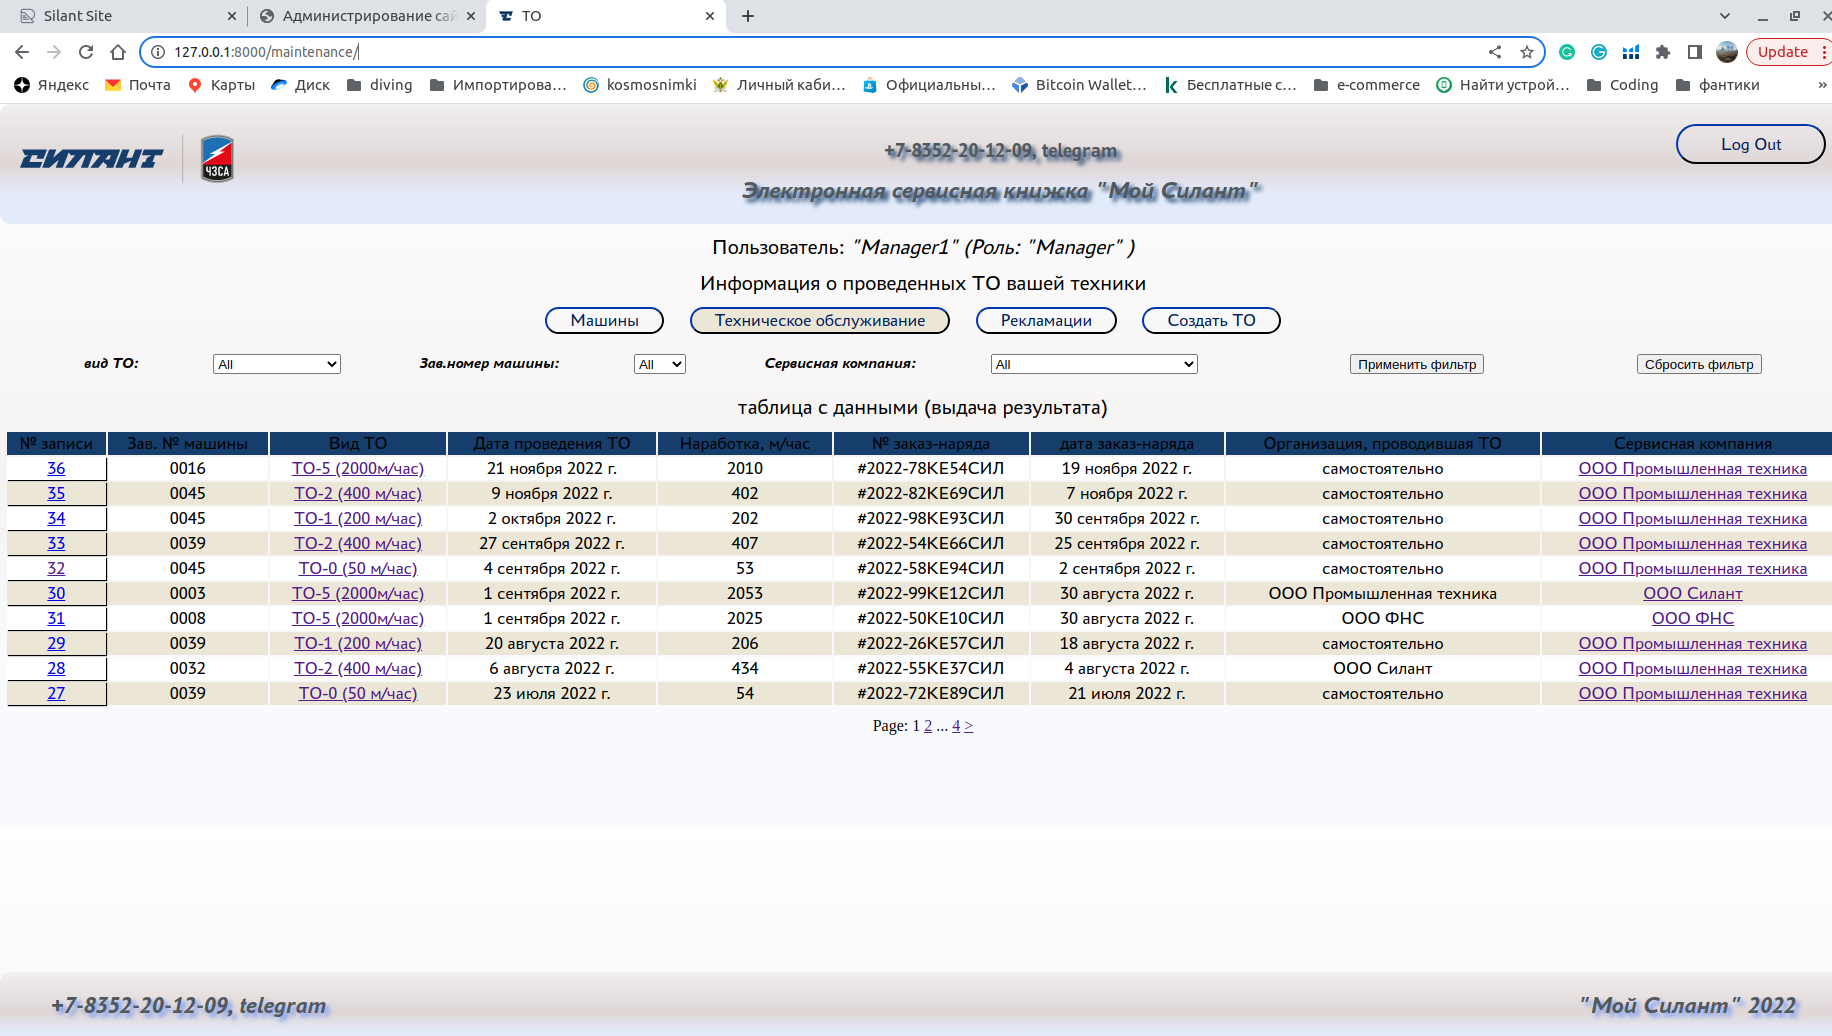 Silant Site
Администрирование сай
ТО
127.0.0.1:8000/maintenance/
Update
Яндекс
Почта
Карты
Диск
diving
Импортирова…
kosmosnimki
Личный каби…
Официальны…
Bitcoin Wallet…
Бесплатные с…
e-commerce
Найти устрой…
Coding
фантики
»
СИЛАНТ
ЧЗСА
+7-8352-20-12-09, telegram
Log Out
Электронная сервисная книжка "Мой Силант"
Пользователь: "Manager1" (Роль: "Manager" )
Информация о проведенных ТО вашей техники
Машины Техническое обслуживание Рекламации Создать ТО
вид ТО: All Зав.номер машины: All Сервисная компания: All Применить фильтр Сбросить фильтр
таблица с данными (выдача результата)
№ записи Зав. № машины Вид ТО Дата проведения ТО Наработка, м/час № заказ-наряда дата заказ-наряда Организация, проводившая ТО Сервисная компания
36 0016 ТО-5 (2000м/час) 21 ноября 2022 г. 2010 #2022-78КЕ54СИЛ 19 ноября 2022 г. самостоятельно ООО Промышленная техника
35 0045 ТО-2 (400 м/час) 9 ноября 2022 г. 402 #2022-82КЕ69СИЛ 7 ноября 2022 г. самостоятельно ООО Промышленная техника
34 0045 ТО-1 (200 м/час) 2 октября 2022 г. 202 #2022-98КЕ93СИЛ 30 сентября 2022 г. самостоятельно ООО Промышленная техника
33 0039 ТО-2 (400 м/час) 27 сентября 2022 г. 407 #2022-54КЕ66СИЛ 25 сентября 2022 г. самостоятельно ООО Промышленная техника
32 0045 ТО-0 (50 м/час) 4 сентября 2022 г. 53 #2022-58КЕ94СИЛ 2 сентября 2022 г. самостоятельно ООО Промышленная техника
30 0003 ТО-5 (2000м/час) 1 сентября 2022 г. 2053 #2022-99КЕ12СИЛ 30 августа 2022 г. ООО Промышленная техника ООО Силант
31 0008 ТО-5 (2000м/час) 1 сентября 2022 г. 2025 #2022-50КЕ10СИЛ 30 августа 2022 г. ООО ФНС ООО ФНС
29 0039 ТО-1 (200 м/час) 20 августа 2022 г. 206 #2022-26КЕ57СИЛ 18 августа 2022 г. самостоятельно ООО Промышленная техника
28 0032 ТО-2 (400 м/час) 6 августа 2022 г. 434 #2022-55КЕ37СИЛ 4 августа 2022 г. ООО Силант ООО Промышленная техника
27 0039 ТО-0 (50 м/час) 23 июля 2022 г. 54 #2022-72КЕ89СИЛ 21 июля 2022 г. самостоятельно ООО Промышленная техника
Page: 1 2 ... 4 >
+7-8352-20-12-09, telegram
"Мой Силант" 2022